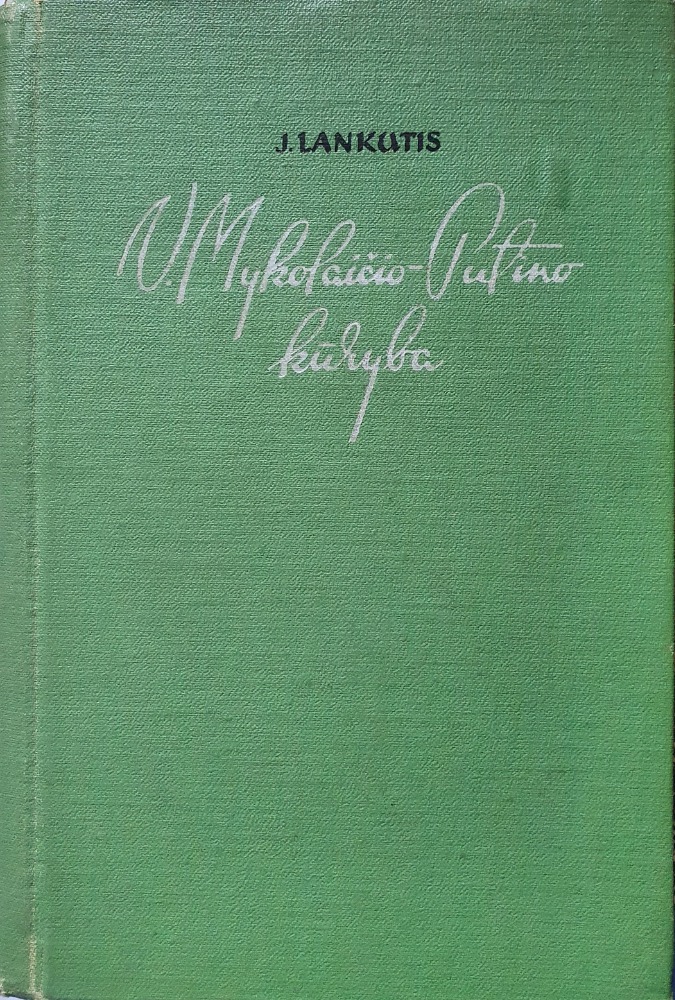 J. LANKUTIS
V. Mykolaičio-Putino
kūryba